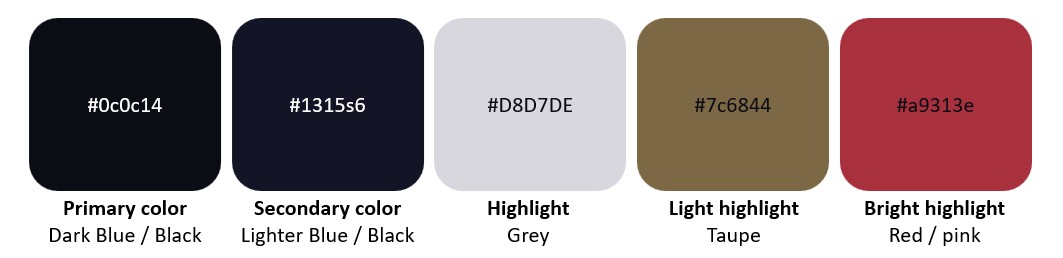 #0c0c14
#1315s6
#D8D7DE
#7c6844
#a9313e
Primary color
Dark Blue / Black
Secondary color
Lighter Blue / Black
Highlight
Grey
Light highlight
Taupe
Bright highlight
Red / pink